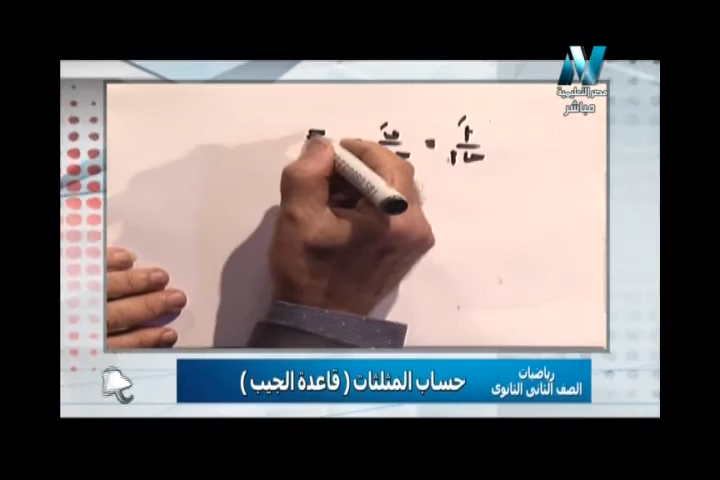 مصر التعليمية
مباشر
رياضيات
الصف الثانى الثانوى
حساب المثلثات ( قاعدة الجيب )